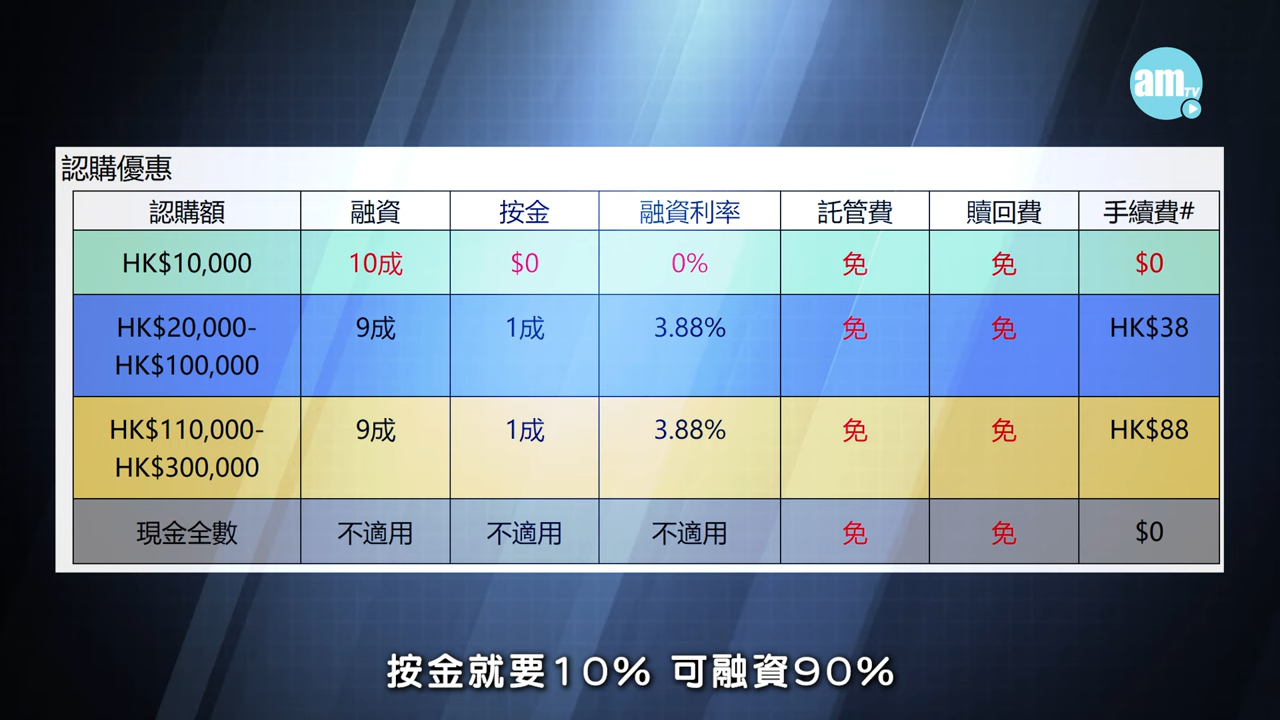 amTV
認購優惠
認購額 融資 按金 融資利率 託管費 贖回費 手續費#
HK$10,000 10成 $0 0% 免 免 $0
HK$20,000-
HK$100,000 9成 1成 3.88% 免 免 HK$38
HK$110,000-
HK$300,000 9成 1成 3.88% 免 免 HK$88
現金全數 不適用 不適用 不適用 免 免 $0
按金就要10% 可融資90%